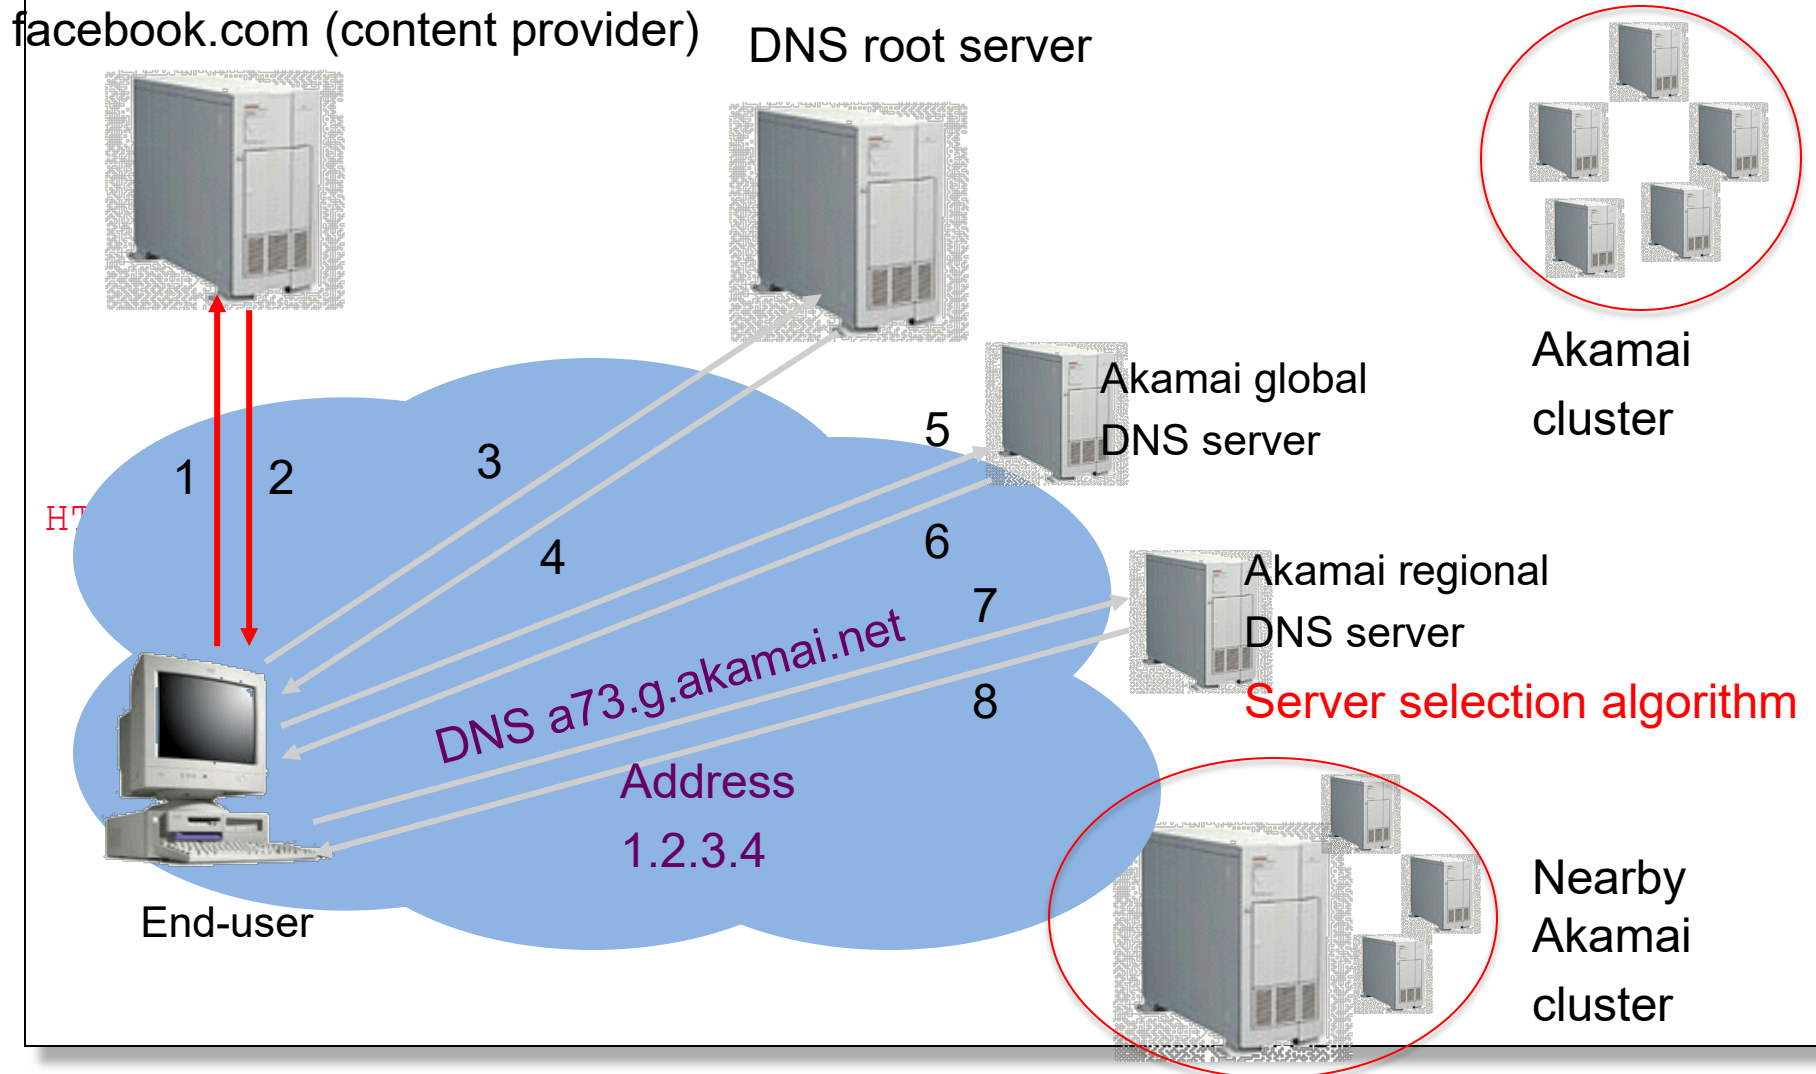 facebook.com (content provider)
DNS root server
Akamai
cluster
Akamai global
DNS server
1
2
3
4
5
6
7
8
HT
Akamai regional
DNS server
Server selection algorithm
DNS a73.g.akamai.net
Address
1.2.3.4
End-user
Nearby
Akamai
cluster